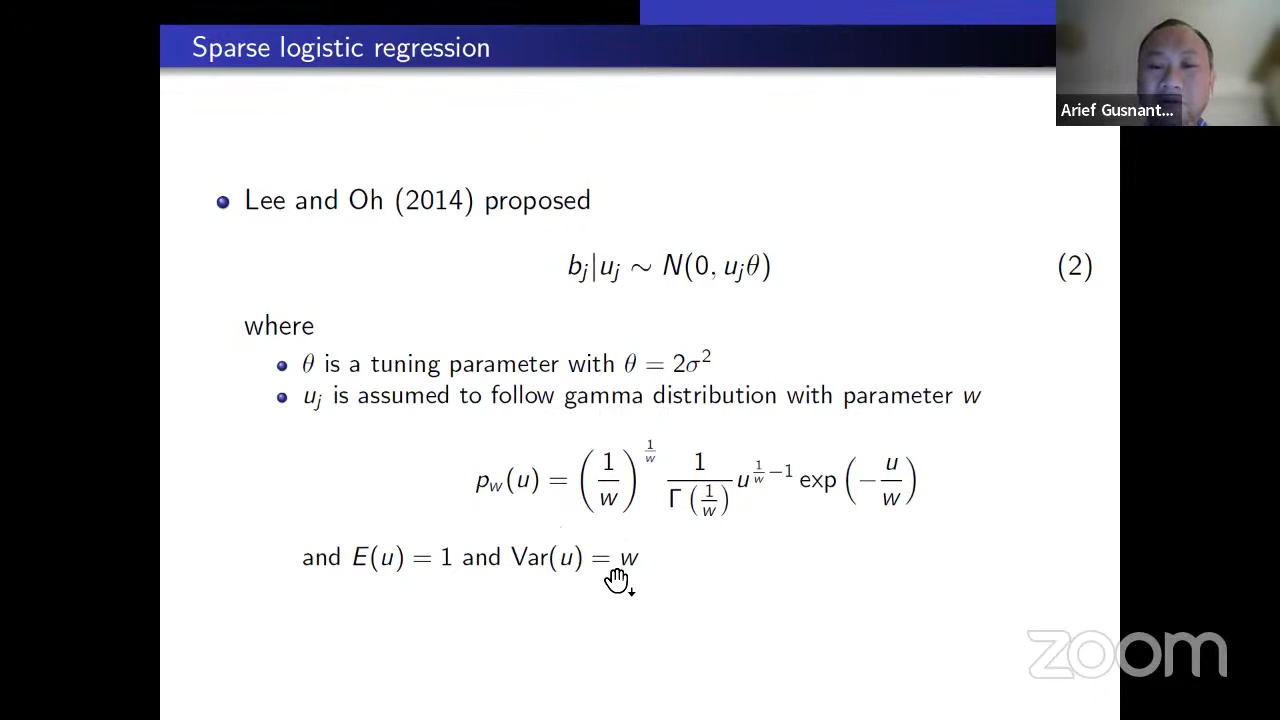 Sparse logistic regression
Arief Gusnant...
Lee and Oh (2014) proposed
b_j|u_j ∼ N(0, u_jθ) (2)
where
θ is a tuning parameter with θ = 2σ²
u_j is assumed to follow gamma distribution with parameter w
p_w(u) = (1/w)^{1/w} 1/Γ(1/w) u^{1/w−1} exp(−u/w)
and E(u) = 1 and Var(u) = w
zoom